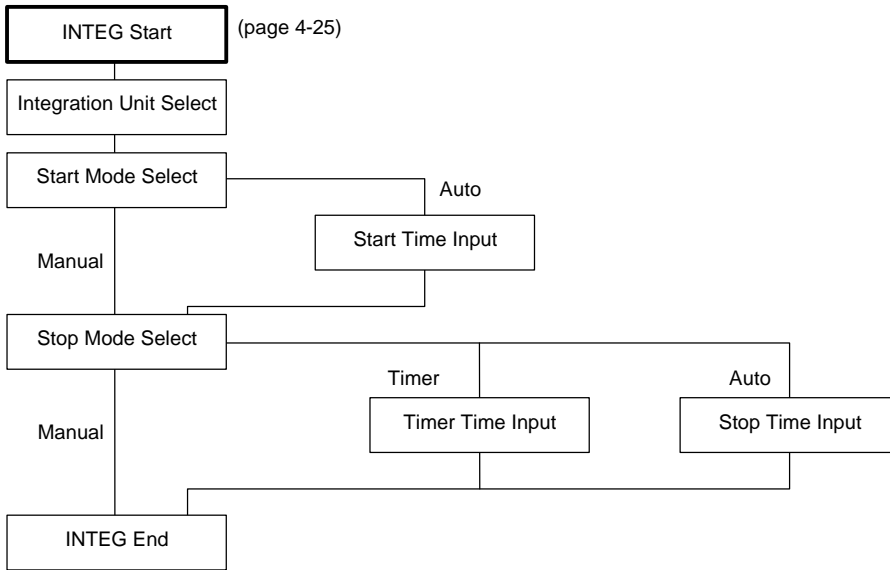 INTEG Start
(page 4-25)
Integration Unit Select
Start Mode Select
Auto
Start Time Input
Manual
Stop Mode Select
Timer
Auto
Timer Time Input
Stop Time Input
Manual
INTEG End